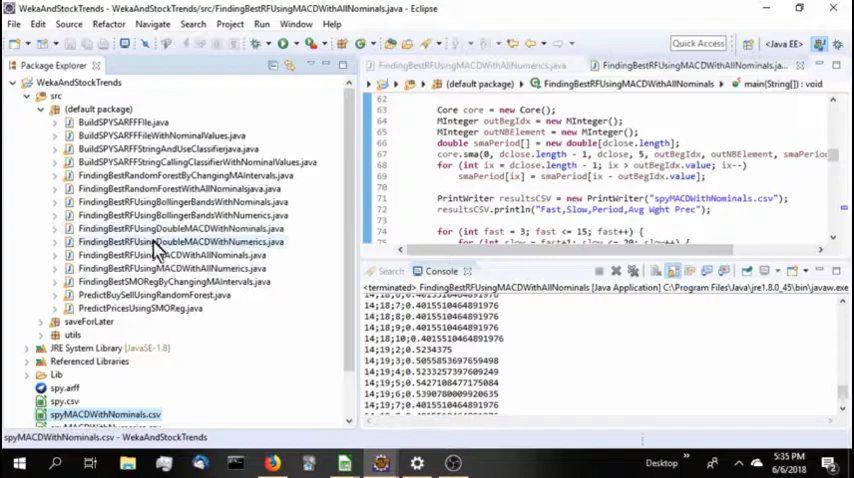 WekaAndStockTrends - WekaAndStockTrends/src/FindingBestRFUsingMACDWithAllNominals.java - Eclipse
File Edit Source Refactor Navigate Search Project Run Window Help
Quick Access
<Java EE>
Package Explorer
WekaAndStockTrends
src
(default package)
BuildSPYSARFFFIle.java
BuildSPYSARFFFileWithNominalValues.java
BuildSPYSARFFStringAndUseClassifierjava.java
BuildSPYSARFFStringCallingClassifierWithNominalValues.java
FindingBestRandomForestByChangingMAIntervals.java
FindingBestRandomForestWithAllNominalsjava.java
FindingBestRFUsingBollingerBandsWithNominals.java
FindingBestRFUsingBollingerBandsWithNumerics.java
FindingBestRFUsingDoubleMACDWithNominals.java
FindingBestRFUsingDoubleMACDWithNumerics.java
FindingBestRFUsingMACDWithAllNominals.java
FindingBestRFUsingMACDWithAllNumerics.java
FindingBestSMORegByChangingMAIntervals.java
PredictBuySellUsingRandomForest.java
PredictPricesUsingSMOReg.java
saveForLater
utils
JRE System Library [JavaSE-1.8]
Referenced Libraries
Lib
spy.arff
spy.csv
spyMACDWithNominals.csv
FindingBestRFUsingMACDWithAllNumerics.java
FindingBestRFUsingMACDWithAllNominals.ja...
src
(default package)
FindingBestRFUsingMACDWithAllNominals
main(String[]) : void
62
63 Core core = new Core();
64 MInteger outBegIdx = new MInteger();
65 MInteger outNBElement = new MInteger();
66 double smaPeriod[] = new double[dclose.length];
67 core.sma(0, dclose.length - 1, dclose, 5, outBegIdx, outNBElement, smaPeriod
68 for (int ix = dclose.length - 1; ix > outBegIdx.value; ix--)
69 smaPeriod[ix] = smaPeriod[ix - outBegIdx.value];
70
71 PrintWriter resultsCSV = new PrintWriter("spyMACDWithNominals.csv");
72 resultsCSV.println("Fast,Slow,Period,Avg Wght Prec");
73
74 for (int fast = 3; fast <= 15; fast++)
Search Console
<terminated> FindingBestRFUsingMACDWithAllNominals [Java Application] C:\Program Files\Java\jre1.8.0_45\bin\javaw.ex
14;18;7;0.4015510464891976
14;18;8;0.4015510464891976
14;18;9;0.4015510464891976
14;18;10;0.4015510464891976
14;19;2;0.5234375
14;19;3;0.5055853697659498
14;19;4;0.5233257397609249
14;19;5;0.5427108477175084
14;19;6;0.5390780009920635
14;19;7;0.4015510464891976
spyMACDWithNominals.csv - WekaAndStockTrends
Desktop
5:35 PM
6/6/2018
2